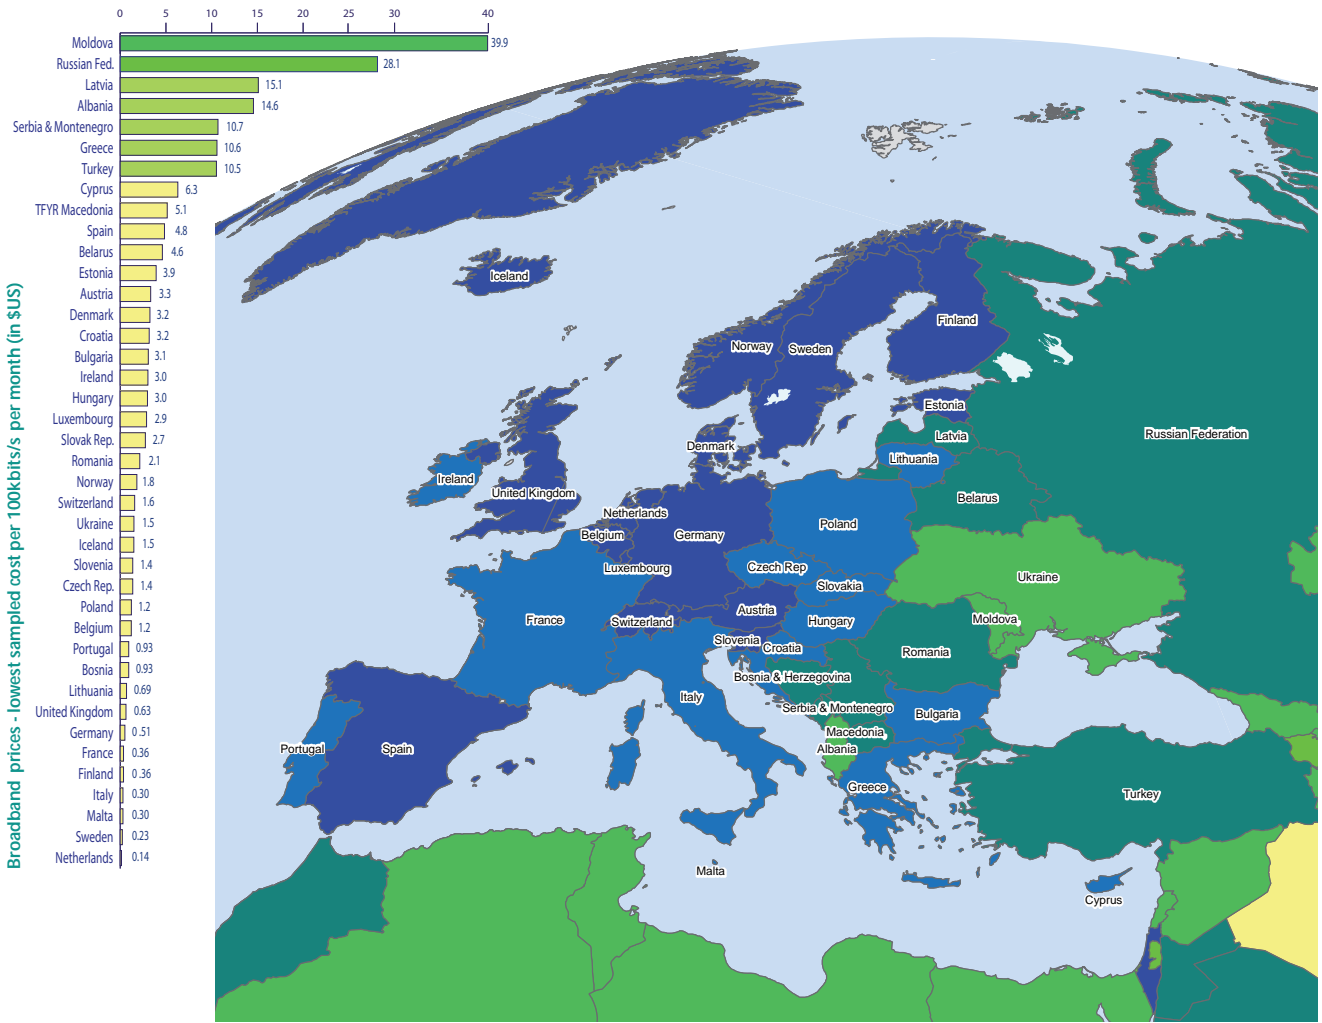 0 5 10 15 20 25 30 40
Broadband prices - lowest sampled cost per 100kbits/s per month (in $US)
Moldova 39.9
Russian Fed. 28.1
Latvia 15.1
Albania 14.6
Serbia & Montenegro 10.7
Greece 10.6
Turkey 10.5
Cyprus 6.3
TFYR Macedonia 5.1
Spain 4.8
Belarus 4.6
Estonia 3.9
Austria 3.3
Denmark 3.2
Croatia 3.2
Bulgaria 3.1
Ireland 3.0
Hungary 3.0
Luxembourg 2.9
Slovak Rep. 2.7
Romania 2.1
Norway 1.8
Switzerland 1.6
Ukraine 1.5
Iceland 1.5
Slovenia 1.4
Czech Rep. 1.4
Poland 1.2
Belgium 1.2
Portugal 0.93
Bosnia 0.93
Lithuania 0.69
United Kingdom 0.63
Germany 0.51
France 0.36
Finland 0.36
Italy 0.30
Malta 0.30
Sweden 0.23
Netherlands 0.14
Iceland
Norway
Sweden
Finland
Estonia
Latvia
Lithuania
Russian Federation
Denmark
Ireland
United Kingdom
Netherlands
Belgium
Germany
Poland
Belarus
Luxembourg
Czech Rep
Slovakia
Ukraine
France
Switzerland
Austria
Hungary
Moldova
Slovenia
Croatia
Romania
Bosnia & Herzegovina
Italy
Serbia & Montenegro
Bulgaria
Macedonia
Albania
Portugal
Spain
Greece
Turkey
Malta
Cyprus